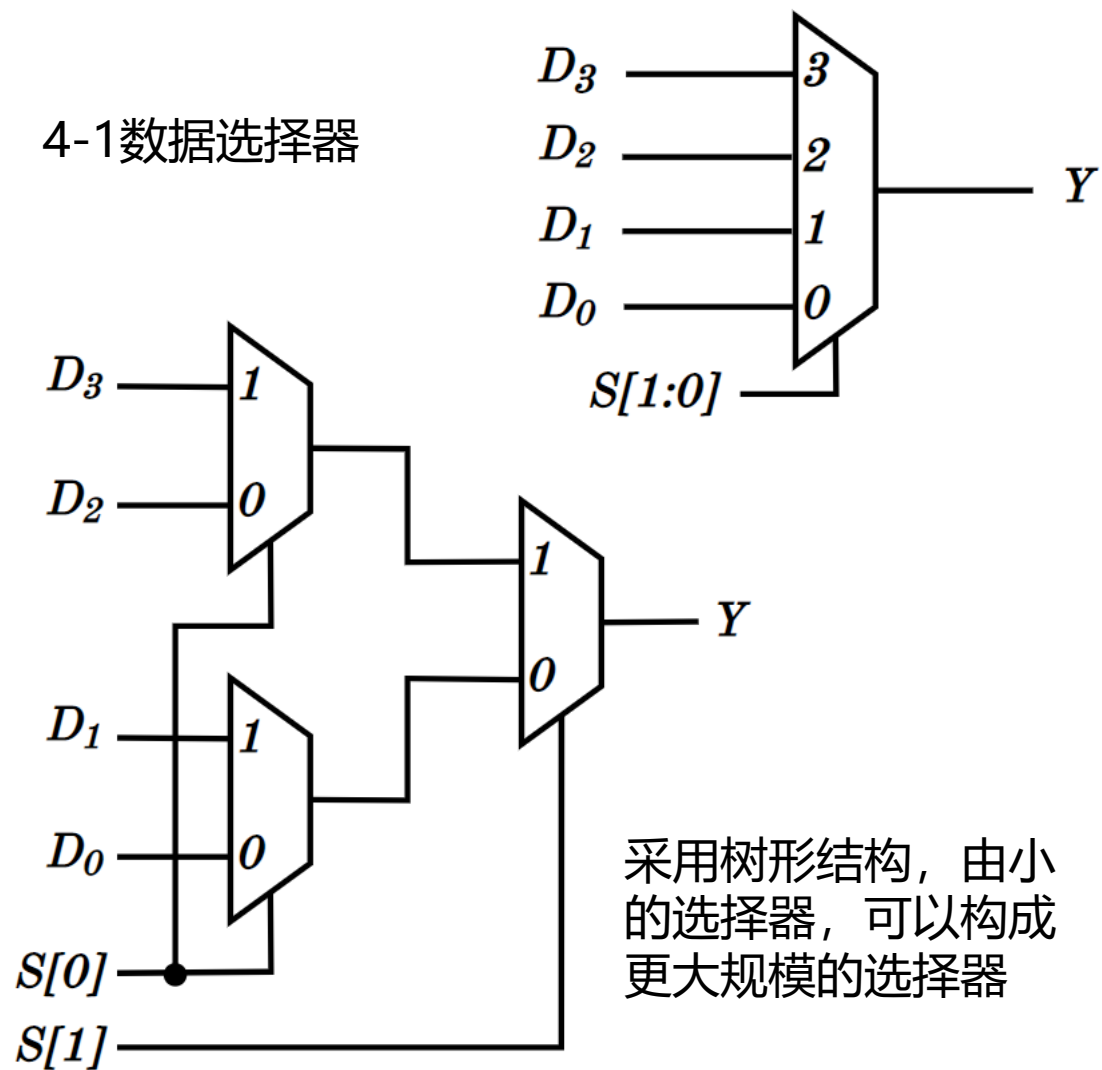 4-1数据选择器
D₃ 3
D₂ 2
D₁ 1
D₀ 0
Y
S[1:0]
D₃ 1
D₂ 0
D₁ 1
D₀ 0
1
0
Y
S[0]
S[1]
采用树形结构，由小
的选择器，可以构成
更大规模的选择器